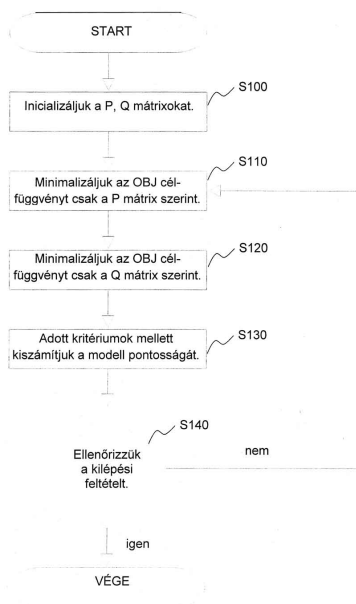 START
S100
Inicializáljuk a P, Q mátrixokat.
S110
Minimalizáljuk az OBJ cél-
függvényt csak a P mátrix szerint.
S120
Minimalizáljuk az OBJ cél-
függvényt csak a Q mátrix szerint.
S130
Adott kritériumok mellett
kiszámítjuk a modell pontosságát.
S140
Ellenőrizzük
a kilépési
feltételt.
nem
igen
VÉGE